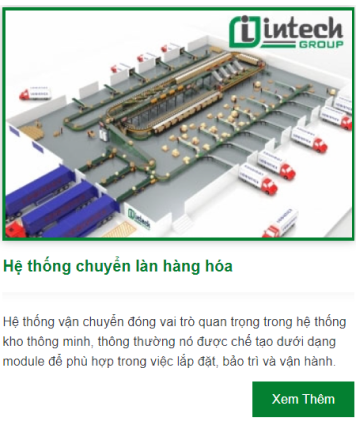 intech
GROUP
intech
Hệ thống chuyển làn hàng hóa
Hệ thống vận chuyển đóng vai trò quan trọng trong hệ thống
kho thông minh, thông thường nó được chế tạo dưới dạng
module để phù hợp trong việc lắp đặt, bảo trì và vận hành.
Xem Thêm